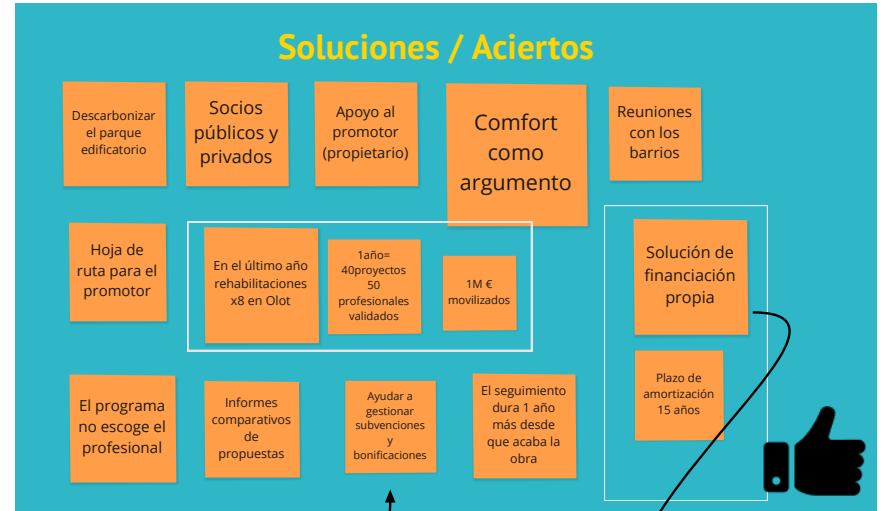 Soluciones / Aciertos
Descarbonizar
el parque
edificatorio
Socios
públicos y
privados
Apoyo al
promotor
(propietario)
Comfort
como
argumento
Reuniones
con los
barrios
Hoja de
ruta para el
promotor
En el último año
rehabilitaciones
x8 en Olot
1año=
40proyectos
50
profesionales
validados
1M €
movilizados
Solución de
financiación
propia
Plazo de
amortización
15 años
El programa
no escoge el
profesional
Informes
comparativos
de
propuestas
Ayudar a
gestionar
subvenciones
y
bonificaciones
El seguimiento
dura 1 año
más desde
que acaba la
obra